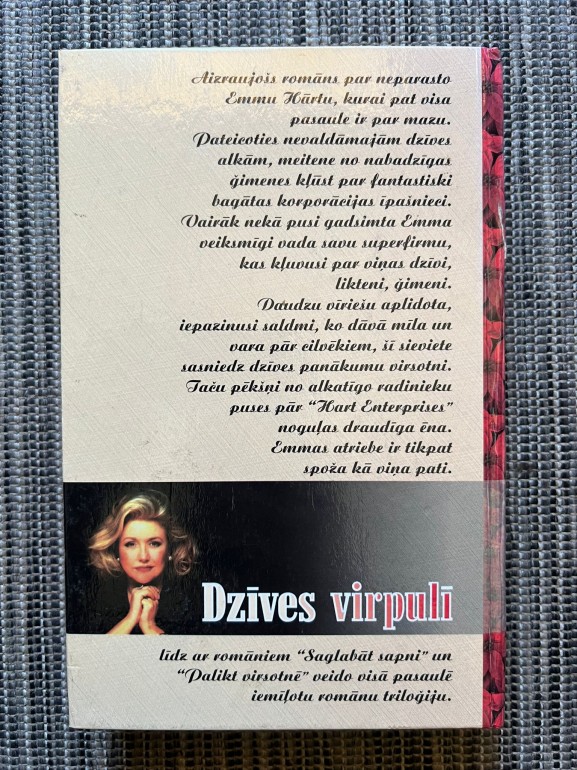 Aizraujošs romāns par neparasto
Emmu Hārtu, kurai pat visa
pasaule ir par mazu.
Pateicoties nevaldāmajām dzīves
alkām, meitene no nabadzīgas
ģimenes kļūst par fantastiski
bagātas korporācijas īpašnieci.
Vairāk nekā pusi gadsimta Emma
veiksmīgi vada savu superfirmu,
kas kļuvusi par viņas dzīvi,
likteni, ģimeni.
Daudzu vīriešu aplidota,
iepazinusi saldmi, ko dāvā mīla un
vara pār cilvēkiem, šī sieviete
sasniedz dzīves panākumu virsotni.
Taču pēkšņi no alkatīgo radinieku
puses pār "Hart Enterprises"
noguļas draudīga ēna.
Emmas atriebe ir tikpat
spoža kā viņa pati.
Dzīves virpulī
līdz ar romāniem "Saglabāt sapni" un
"Palikt virsotnē" veido visā pasaulē
iemīļotu romānu triloģiju.